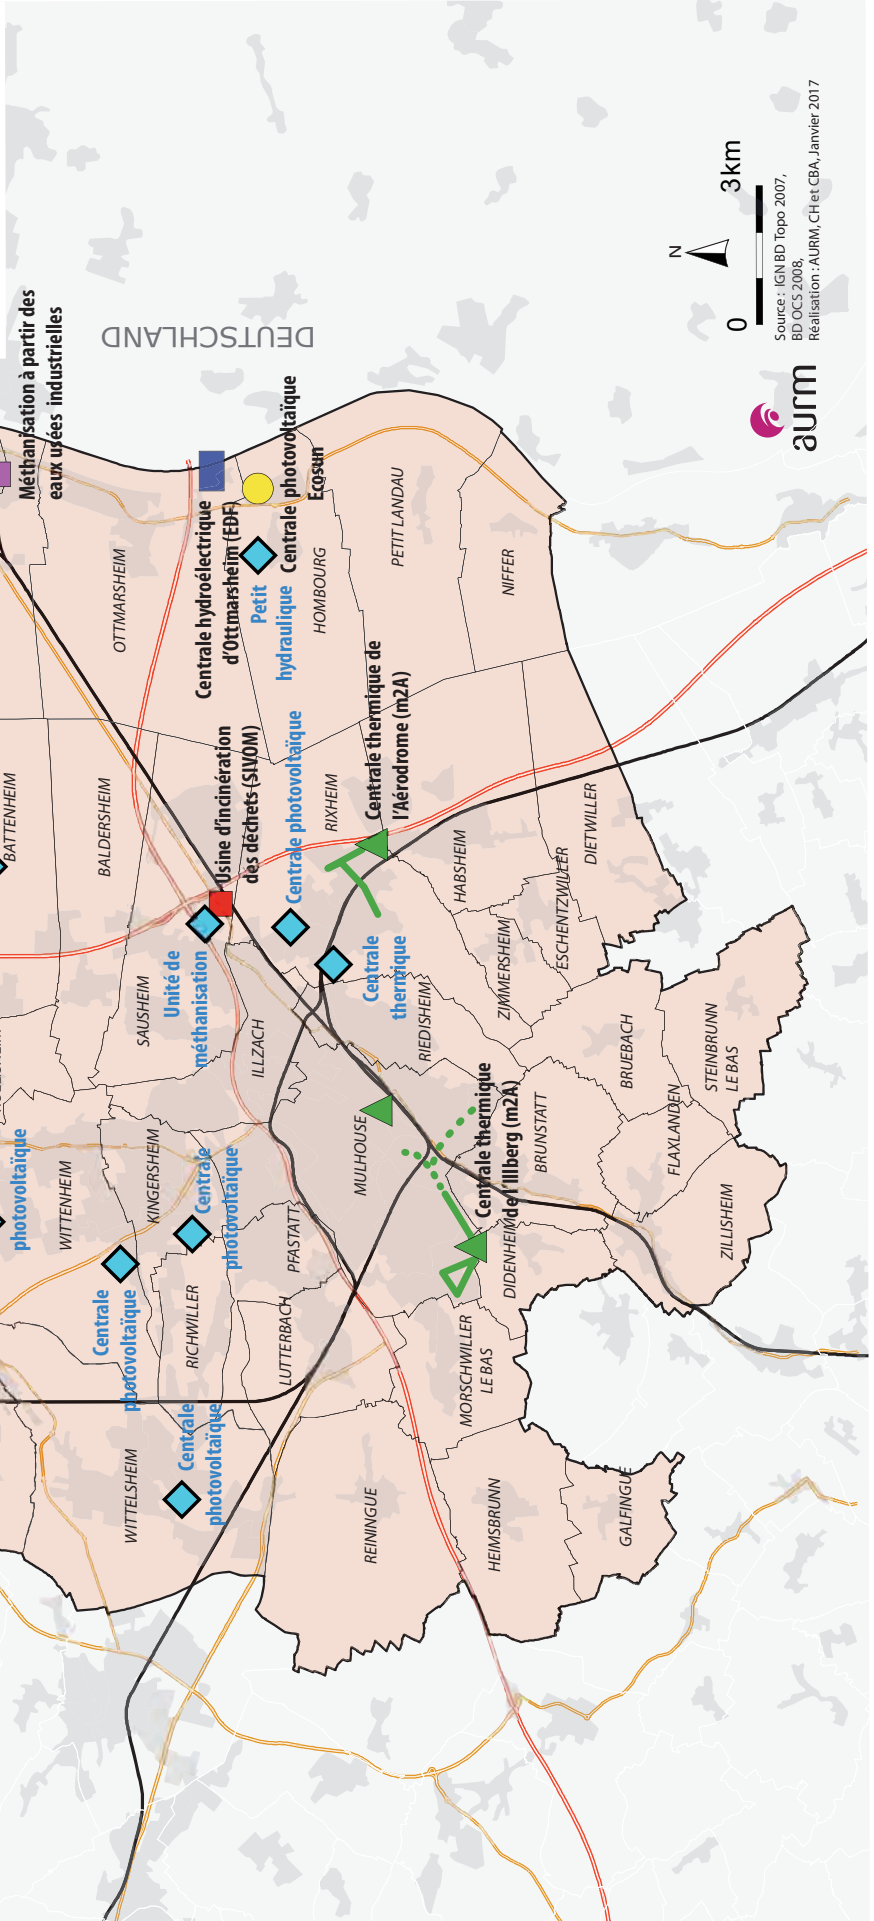 Méthanisation à partir des
eaux usées industrielles
DEUTSCHLAND
BATTENHEIM
OTTMARSHEIM
BALDERSHEIM
Centrale hydroélectrique
d'Ottmarsheim (EDF)
Centrale photovoltaïque
Ecosun
Petit
hydraulique
HOMBOURG
PETIT LANDAU
NIFFER
Usine d'incinération
des déchets (SIVOM)
Centrale photovoltaïque
RIXHEIM
Centrale thermique de
l'Aérodrome (m2A)
HABSHEIM
DIETWILLER
ESCHENTZWILLER
ZIMMERSHEIM
SAUSHEIM
Unité de
méthanisation
Centrale
thermique
ILLZACH
RIEDISHEIM
BRUEBACH
STEINBRUNN
LE BAS
photovoltaïque
WITTENHEIM
KINGERSHEIM
Centrale
photovoltaïque
MULHOUSE
Centrale thermique
de l'Illberg (m2A)
BRUNSTATT
FLAXLANDEN
ZILLISHEIM
DIDENHEIM
PFASTATT
Centrale
photovoltaïque
RICHWILLER
LUTTERBACH
MORSCHWILLER
LE BAS
Centrale
photovoltaïque
WITTELSHEIM
REININGUE
HEIMSBRUNN
GALFINGUE
N
0
3km
Source : IGN BD Topo 2007,
BD OCS 2008,
Réalisation : AURM, CH et CBA, Janvier 2017
aurm